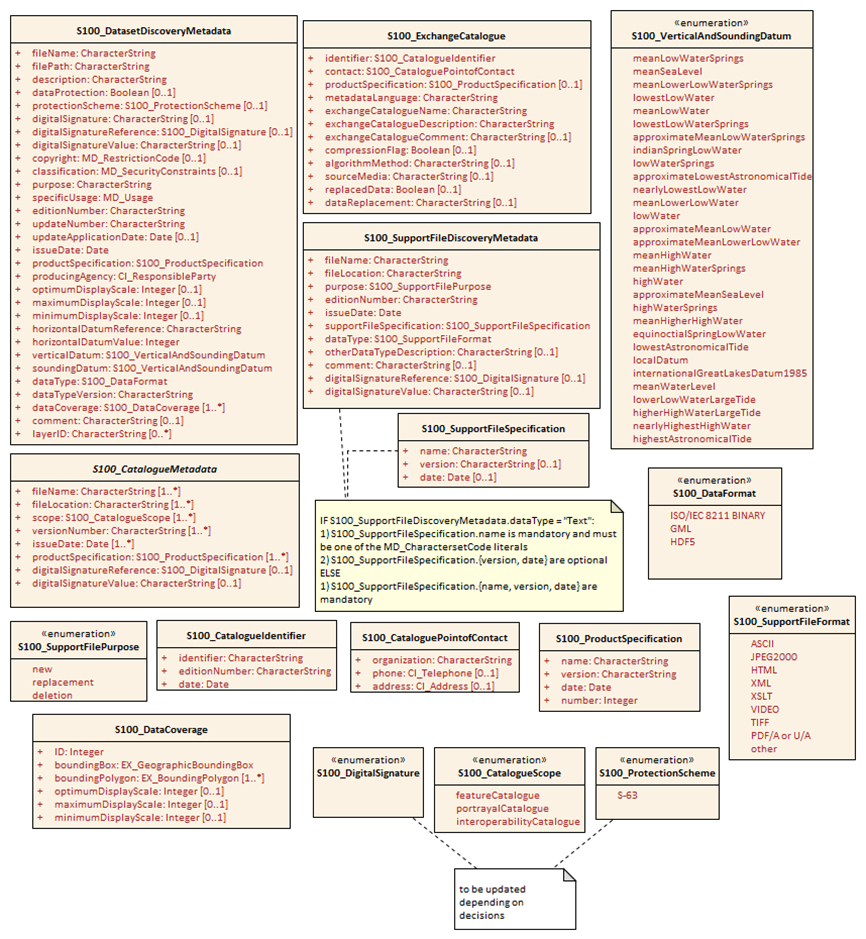 S100_DatasetDiscoveryMetadata
+ fileName: CharacterString
+ filePath: CharacterString
+ description: CharacterString
+ dataProtection: Boolean [0..1]
+ protectionScheme: S100_ProtectionScheme [0..1]
+ digitalSignature: CharacterString [0..1]
+ digitalSignatureReference: S100_DigitalSignature [0..1]
+ digitalSignatureValue: CharacterString [0..1]
+ copyright: MD_RestrictionCode [0..1]
+ classification: MD_SecurityConstraints [0..1]
+ purpose: CharacterString
+ specificUsage: MD_Usage
+ editionNumber: CharacterString
+ updateNumber: CharacterString
+ updateApplicationDate: Date [0..1]
+ issueDate: Date
+ productSpecification: S100_ProductSpecification
+ producingAgency: CI_ResponsibleParty
+ optimumDisplayScale: Integer [0..1]
+ maximumDisplayScale: Integer [0..1]
+ minimumDisplayScale: Integer [0..1]
+ horizontalDatumReference: CharacterString
+ horizontalDatumValue: Integer
+ verticalDatum: S100_VerticalAndSoundingDatum
+ soundingDatum: S100_VerticalAndSoundingDatum
+ dataType: S100_DataFormat
+ dataTypeVersion: CharacterString
+ dataCoverage: S100_DataCoverage [1..*]
+ comment: CharacterString [0..1]
+ layerID: CharacterString [0..*]
S100_ExchangeCatalogue
+ identifier: S100_CatalogueIdentifier
+ contact: S100_CataloguePointofContact
+ productSpecification: S100_ProductSpecification [0..1]
+ metadataLanguage: CharacterString
+ exchangeCatalogueName: CharacterString
+ exchangeCatalogueDescription: CharacterString
+ exchangeCatalogueComment: CharacterString [0..1]
+ compressionFlag: Boolean [0..1]
+ algorithmMethod: CharacterString [0..1]
+ sourceMedia: CharacterString [0..1]
+ replacedData: Boolean [0..1]
+ dataReplacement: CharacterString [0..1]
«enumeration»
S100_VerticalAndSoundingDatum
meanLowWaterSprings
meanSeaLevel
meanLowerLowWaterSprings
lowestLowWater
meanLowWater
lowestLowWaterSprings
approximateMeanLowWaterSprings
indianSpringLowWater
lowWaterSprings
approximateLowestAstronomicalTide
nearlyLowestLowWater
meanLowerLowWater
lowWater
approximateMeanLowWater
approximateMeanLowerLowWater
meanHighWater
meanHighWaterSprings
highWater
approximateMeanSeaLevel
highWaterSprings
meanHigherHighWater
equinoctialSpringLowWater
lowestAstronomicalTide
localDatum
internationalGreatLakesDatum1985
meanWaterLevel
lowerLowWaterLargeTide
higherHighWaterLargeTide
nearlyHighestHighWater
highestAstronomicalTide
S100_SupportFileDiscoveryMetadata
+ fileName: CharacterString
+ fileLocation: CharacterString
+ purpose: S100_SupportFilePurpose
+ editionNumber: CharacterString
+ issueDate: Date
+ supportFileSpecification: S100_SupportFileSpecification
+ dataType: S100_SupportFileFormat
+ otherDataTypeDescription: CharacterString [0..1]
+ comment: CharacterString [0..1]
+ digitalSignatureReference: S100_DigitalSignature [0..1]
+ digitalSignatureValue: CharacterString [0..1]
S100_SupportFileSpecification
+ name: CharacterString
+ version: CharacterString [0..1]
+ date: Date [0..1]
S100_CatalogueMetadata
+ fileName: CharacterString [1..*]
+ fileLocation: CharacterString [1..*]
+ scope: S100_CatalogueScope [1..*]
+ versionNumber: CharacterString [1..*]
+ issueDate: Date [1..*]
+ productSpecification: S100_ProductSpecification [1..*]
+ digitalSignatureReference: S100_DigitalSignature [0..1]
+ digitalSignatureValue: CharacterString [0..1]
IF S100_SupportFileDiscoveryMetadata.dataType = "Text":
1) S100_SupportFileSpecification.name is mandatory and must
be one of the MD_CharactersetCode literals
2) S100_SupportFileSpecification.{version, date} are optional
ELSE
1) S100_SupportFileSpecification.{name, version, date} are
mandatory
«enumeration»
S100_DataFormat
ISO/IEC 8211 BINARY
GML
HDF5
«enumeration»
S100_SupportFileFormat
ASCII
JPEG2000
HTML
XML
XSLT
VIDEO
TIFF
PDF/A or U/A
other
«enumeration»
S100_SupportFilePurpose
new
replacement
deletion
S100_CatalogueIdentifier
+ identifier: CharacterString
+ editionNumber: CharacterString
+ date: Date
S100_CataloguePointofContact
+ organization: CharacterString
+ phone: CI_Telephone [0..1]
+ address: CI_Address [0..1]
S100_ProductSpecification
+ name: CharacterString
+ version: CharacterString
+ date: Date
+ number: Integer
S100_DataCoverage
+ ID: Integer
+ boundingBox: EX_GeographicBoundingBox
+ boundingPolygon: EX_BoundingPolygon [1..*]
+ optimumDisplayScale: Integer [0..1]
+ maximumDisplayScale: Integer [0..1]
+ minimumDisplayScale: Integer [0..1]
«enumeration»
S100_DigitalSignature
«enumeration»
S100_CatalogueScope
featureCatalogue
portrayalCatalogue
interoperabilityCatalogue
«enumeration»
S100_ProtectionScheme
S-63
to be updated
depending on
decisions